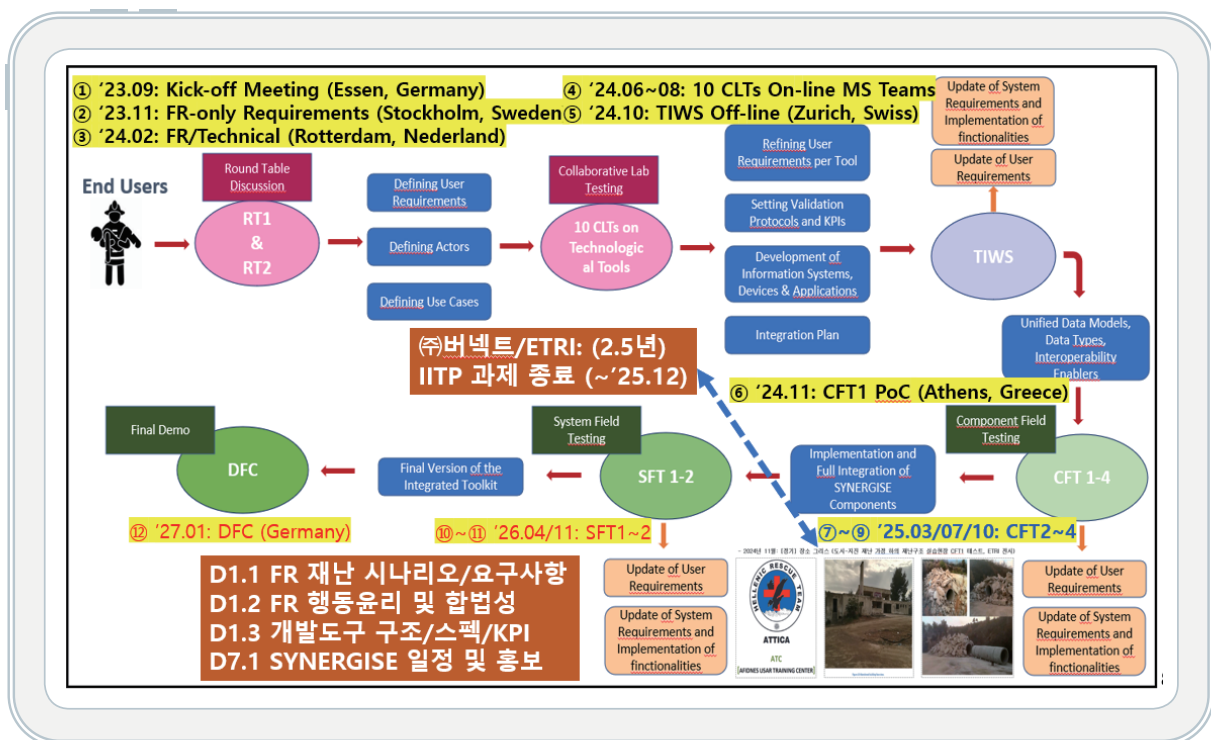 ① ‘23.09: Kick-off Meeting (Essen, Germany)
② ‘23.11: FR-only Requirements (Stockholm, Sweden
③ ‘24.02: FR/Technical (Rotterdam, Nederland)
④ ‘24.06~08: 10 CLTs On-line MS Teams
⑤ ‘24.10: TIWS Off-line (Zurich, Swiss)
Update of System
Requirements and
Implementation of
finctionalities
Update of User
Requirements
End Users
Round Table
Discussion
RT1
&
RT2
Defining User
Requirements
Defining Actors
Defining Use Cases
Collaborative Lab
Testing
10 CLTs on
Technologic
al Tools
Refining User
Requirements per Tool
Setting Validation
Protocols and KPIs
Development of
Information Systems,
Devices & Applications
Integration Plan
TIWS
Unified Data Models,
Data Types,
Interoperability
Enablers
㈜버넥트/ETRI: (2.5년)
IITP 과제 종료 (~’25.12)
⑥ ‘24.11: CFT1 PoC (Athens, Greece)
Final Demo
DFC
Final Version of the
Integrated Toolkit
System Field
Testing
SFT 1-2
Implementation and
Full Integration of
SYNERGISE
Components
Component Field
Testing
CFT 1-4
⑫ ‘27.01: DFC (Germany)
⑩~⑪ ‘26.04/11: SFT1~2
⑦~⑨ ‘25.03/07/10: CFT2~4
D1.1 FR 재난 시나리오/요구사항
D1.2 FR 행동윤리 및 합법성
D1.3 개발도구 구조/스펙/KPI
D7.1 SYNERGISE 일정 및 홍보
Update of User
Requirements
Update of System
Requirements and
Implementation of
finctionalities
HELLENIC RESCUE TEAM
ATTICA
ATC
[AFIDNES USAR TRAINING CENTER]
Update of User
Requirements
Update of System
Requirements and
Implementation of
finctionalities